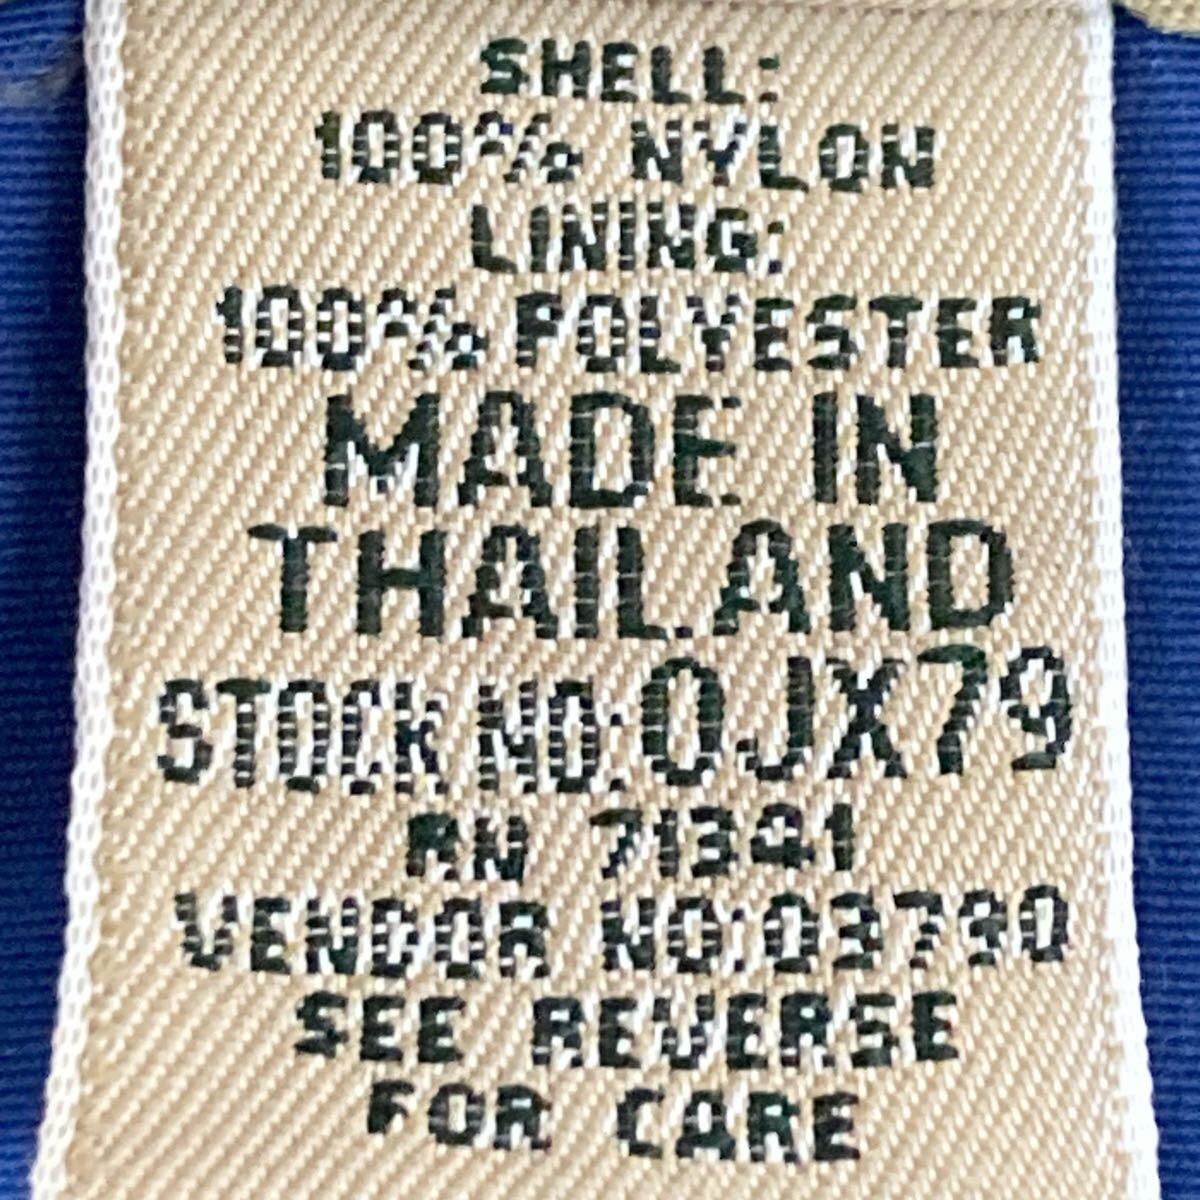 SHELL:
100% NYLON
LINING:
100% POLYESTER
MADE IN
THAILAND
STOCK NO: 0JX79
RN 71341
VENDOR NO: 03730
SEE REVERSE
FOR CARE